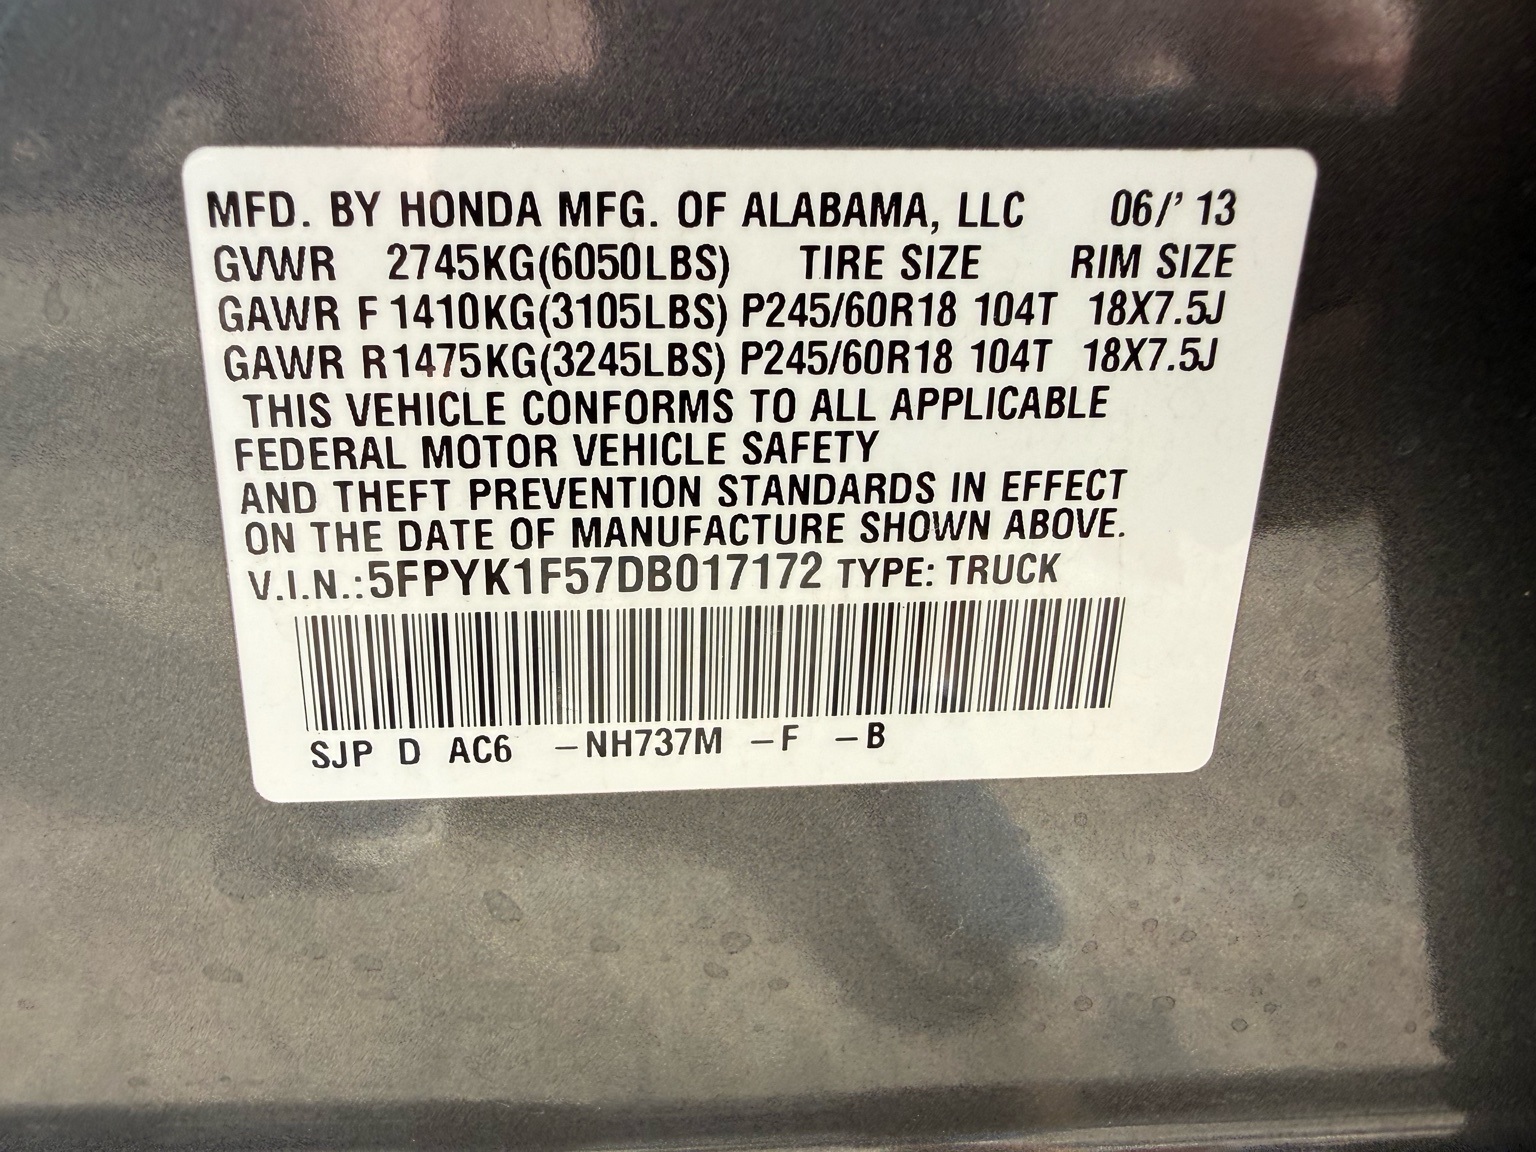 MFD. BY HONDA MFG. OF ALABAMA, LLC 06/' 13
GVWR 2745KG(6050LBS) TIRE SIZE RIM SIZE
GAWR F 1410KG(3105LBS) P245/60R18 104T 18X7.5J
GAWR R 1475KG(3245LBS) P245/60R18 104T 18X7.5J
THIS VEHICLE CONFORMS TO ALL APPLICABLE
FEDERAL MOTOR VEHICLE SAFETY
AND THEFT PREVENTION STANDARDS IN EFFECT
ON THE DATE OF MANUFACTURE SHOWN ABOVE.
V.I.N.: 5FPYK1F57DB017172 TYPE: TRUCK
SJP D AC6 –NH737M –F –B